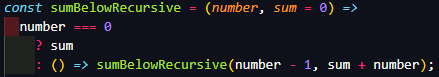 const sumBelowRecursive = (number, sum = 0) =>
  number === 0
    ? sum
    : () => sumBelowRecursive(number - 1, sum + number);